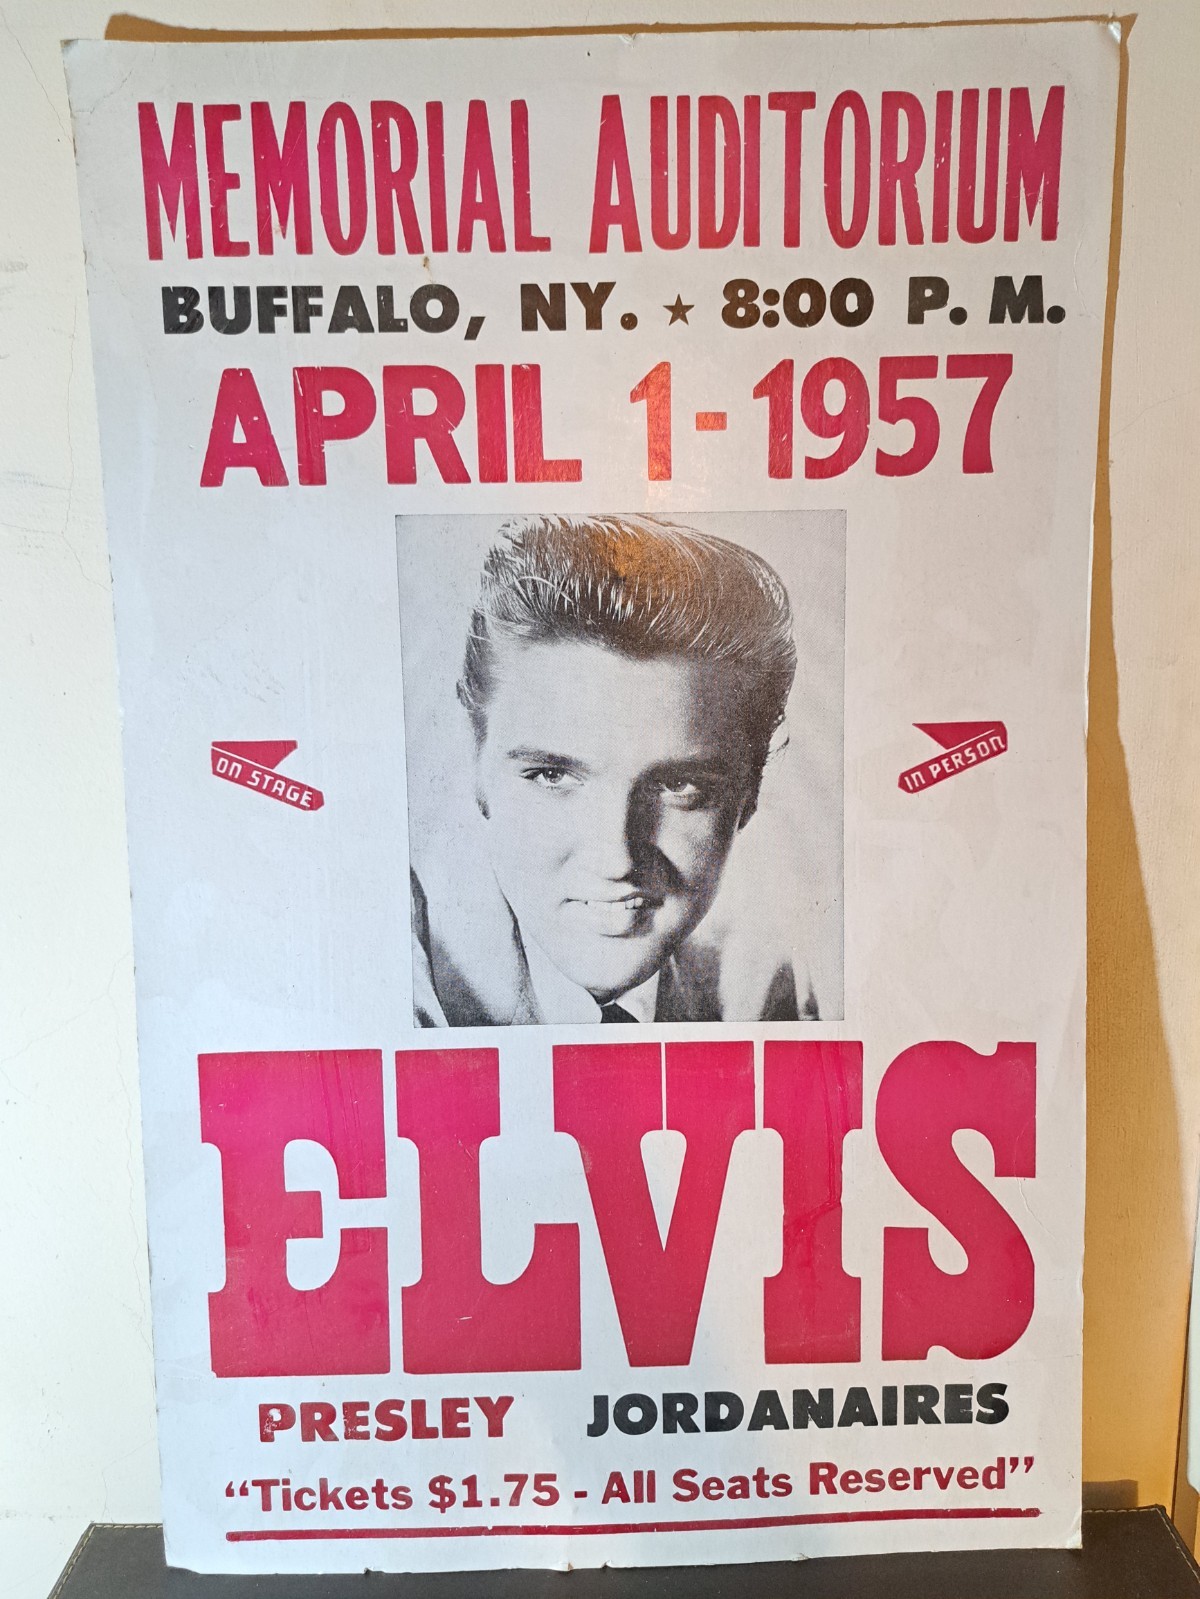 MEMORIAL AUDITORIUM
BUFFALO, NY. ★ 8:00 P. M.
APRIL 1-1957
ON STAGE
IN PERSON
ELVIS
PRESLEY JORDANAIRES
“Tickets $1.75 - All Seats Reserved”